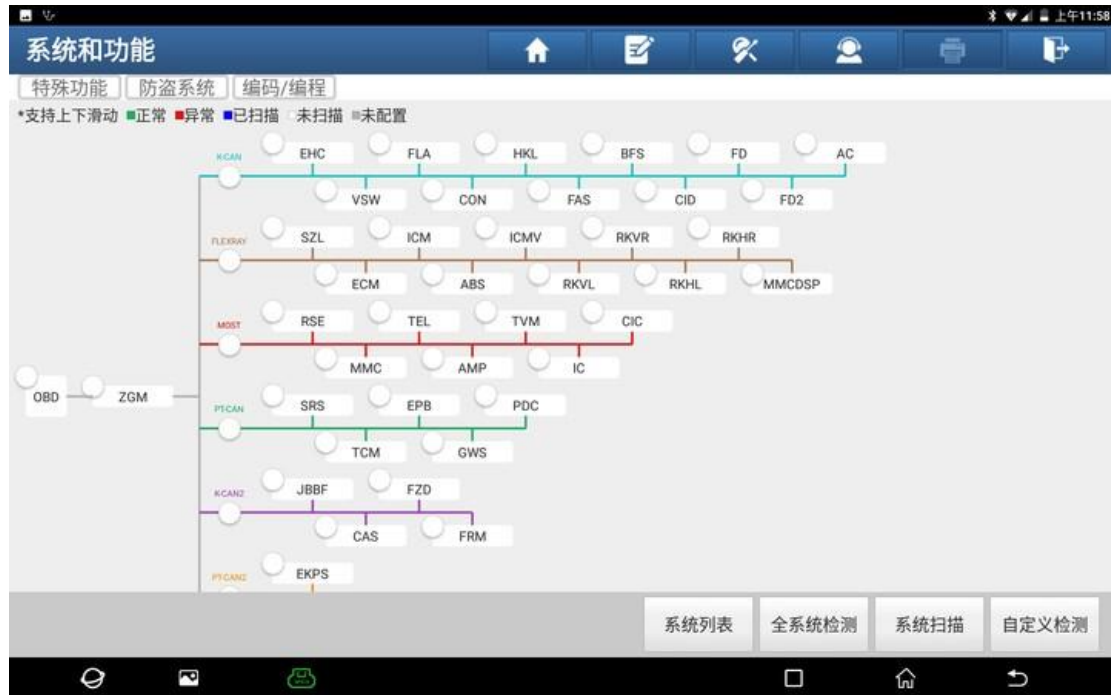 上午11:58
系统和功能
特殊功能 防盗系统 编码/编程
*支持上下滑动 正常 异常 已扫描 未扫描 未配置
K-CAN EHC FLA HKL BFS FD AC
VSW CON FAS CID FD2
FLEXRAY SZL ICM ICMV RKVR RKHR
ECM ABS RKVL RKHL MMCDSP
MOST RSE TEL TVM CIC
MMC AMP IC
OBD ZGM
PT-CAN SRS EPB PDC
TCM GWS
K-CAN2 JBBF FZD
CAS FRM
PT-CAN2 EKPS
系统列表 全系统检测 系统扫描 自定义检测